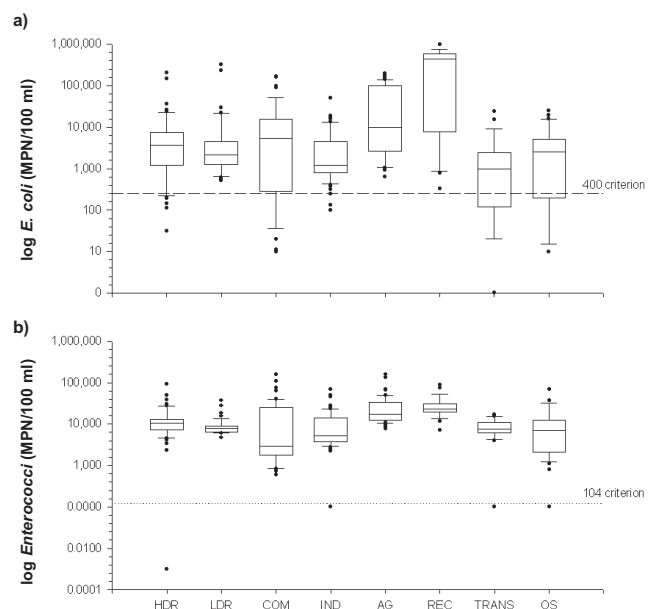 a)
log E. coli (MPN/100 ml)
1,000,000
100,000
10,000
1,000
100
10
0
400 criterion
b)
log Enterococci (MPN/100 ml)
1,000,000
100,000
10,000
1,000
0.0000
0.0100
0.0001
104 criterion
HDR LDR COM IND AG REC TRANS OS